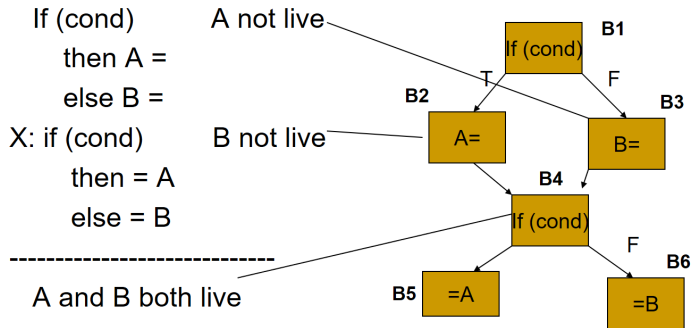 If (cond)
then A =
else B =
X: if (cond)
then = A
else = B
----------------------------
A not live
B not live
A and B both live
B1
If (cond)
T
F
B2
A=
B3
B=
B4
If (cond)
F
B5
=A
B6
=B